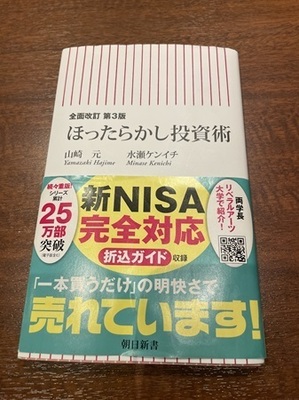 全面改訂 第3版
ほったらかし投資術
山崎 元
水瀬ケンイチ
Yamazaki Hajime
Minase Kenichi
続々重版!
シリーズ
累計
25
万部
突破
新NISA
完全対応
折込ガイド
収録
両学長
リベラルアーツ
大学で紹介!
「一本買うだけ」の明快さで
売れています!
朝日新書